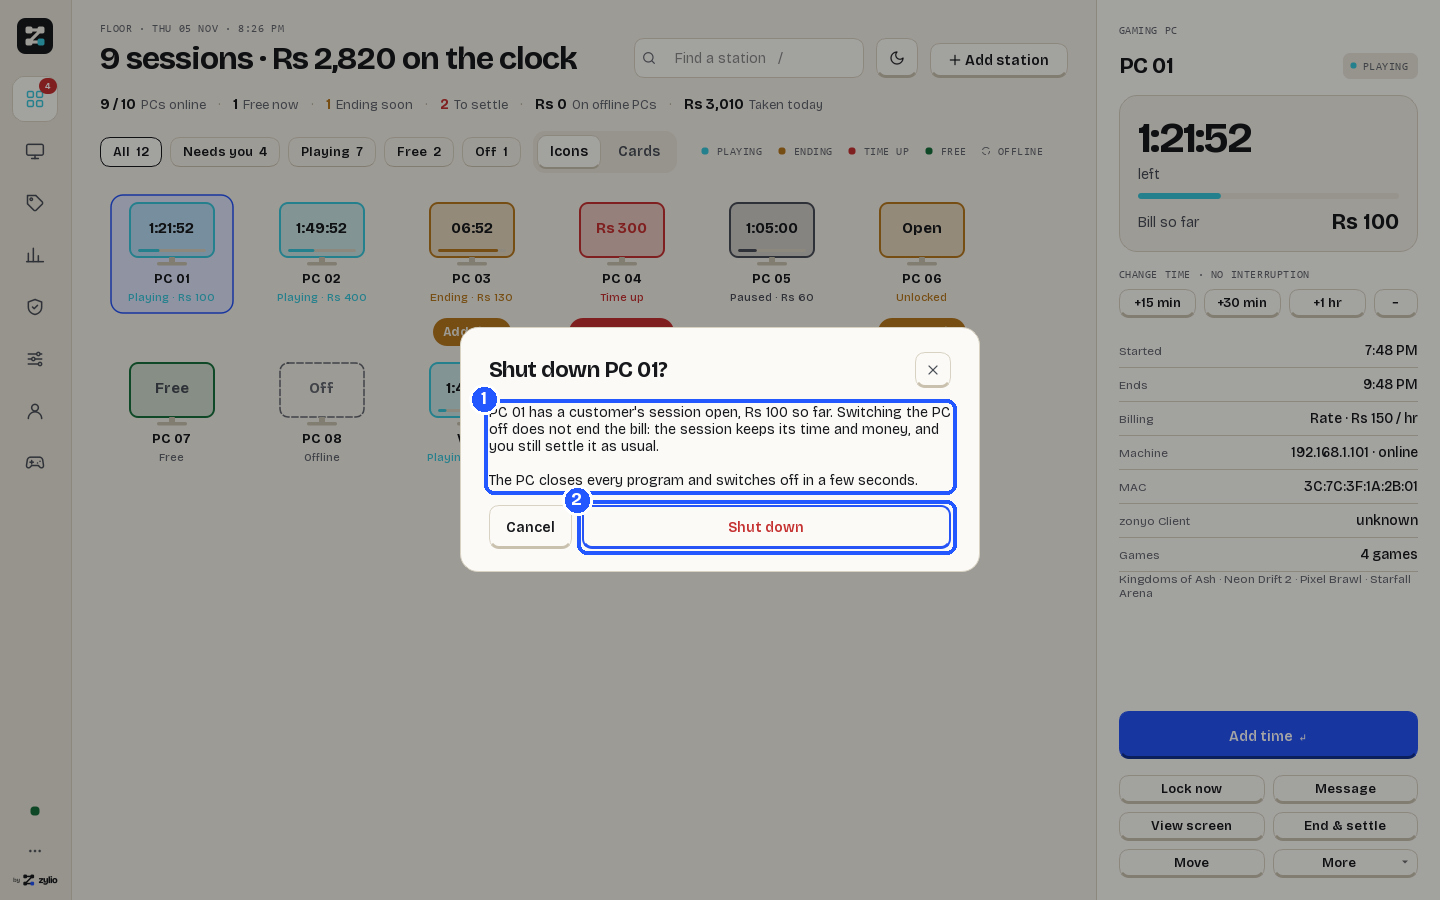 4
FLOOR · THU 05 NOV · 8:26 PM
9 sessions · Rs 2,820 on the clock
Find a station /
Add station
9 / 10 PCs online · 1 Free now · 1 Ending soon · 2 To settle · Rs 0 On offline PCs · Rs 3,010 Taken today
All 12 Needs you 4 Playing 7 Free 2 Off 1 Icons Cards
PLAYING ENDING TIME UP FREE OFFLINE
1:21:52 1:49:52 06:52 Rs 300 1:05:00 Open
PC 01 PC 02 PC 03 PC 04 PC 05 PC 06
Playing · Rs 100 Playing · Rs 400 Ending · Rs 130 Time up Paused · Rs 60 Unlocked
Free Off
PC 07 PC 08
Free Offline
Shut down PC 01?
1
PC 01 has a customer's session open, Rs 100 so far. Switching the PC
off does not end the bill: the session keeps its time and money, and
you still settle it as usual.
The PC closes every program and switches off in a few seconds.
2
Cancel Shut down
GAMING PC
PC 01 PLAYING
1:21:52
left
Bill so far Rs 100
CHANGE TIME · NO INTERRUPTION
+15 min +30 min +1 hr −
Started 7:48 PM
Ends 9:48 PM
Billing Rate · Rs 150 / hr
Machine 192.168.1.101 · online
MAC 3C:7C:3F:1A:2B:01
zonyo Client unknown
Games 4 games
Kingdoms of Ash · Neon Drift 2 · Pixel Brawl · Starfall
Arena
Add time
Lock now Message
View screen End & settle
Move More
by zylio